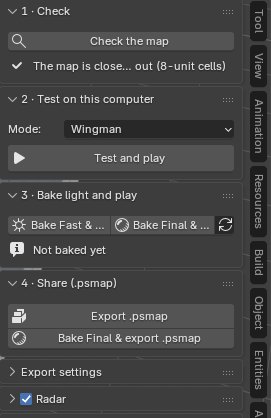 1 · Check
Check the map
The map is close... out (8-unit cells)
2 · Test on this computer
Mode: Wingman
Test and play
3 · Bake light and play
Bake Fast & ... Bake Final & ...
Not baked yet
4 · Share (.psmap)
Export .psmap
Bake Final & export .psmap
Export settings
Radar
Tool
View
Animation
Resources
Build
Object
Entities